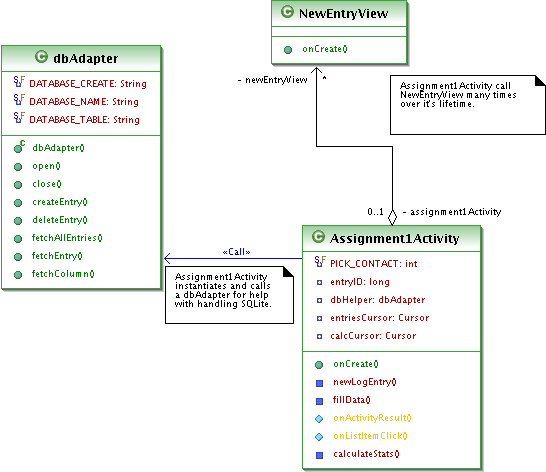 NewEntryView
onCreate()
dbAdapter
DATABASE_CREATE: String
DATABASE_NAME: String
DATABASE_TABLE: String
dbAdapter()
open()
close()
createEntry()
deleteEntry()
fetchAllEntries()
fetchEntry()
fetchColumn()
- newEntryView
*
Assignment1Activity call
NewEntryView many times
over it's lifetime.
0..1
- assignment1Activity
«Call»
Assignment1Activity
instantiates and calls
a dbAdapter for help
with handling SQLite.
Assignment1Activity
PICK_CONTACT: int
entryID: long
dbHelper: dbAdapter
entriesCursor: Cursor
calcCursor: Cursor
onCreate()
newLogEntry()
fillData()
onActivityResult()
onListItemClick()
calculateStats()